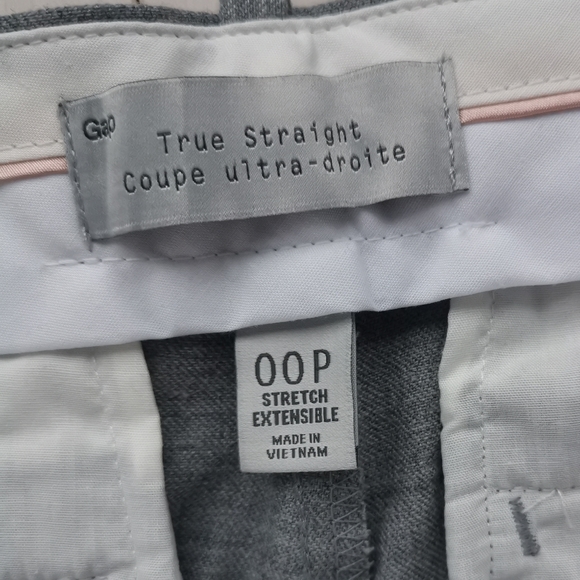 Gap
True Straight
Coupe ultra-droite
00P
STRETCH
EXTENSIBLE
MADE IN
VIETNAM